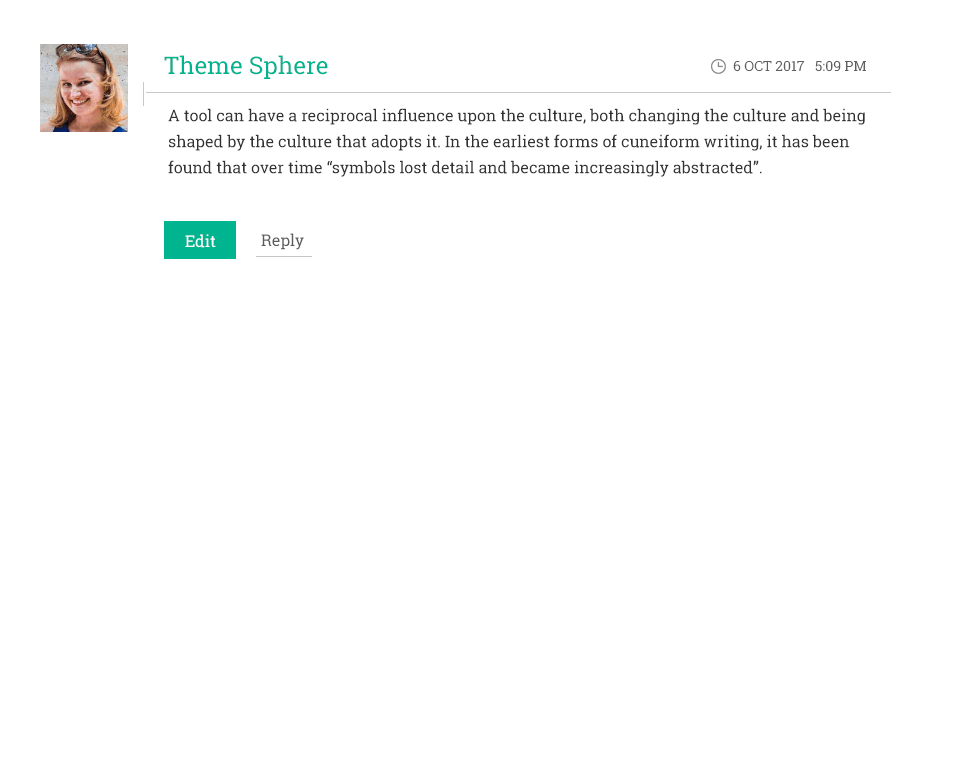 Theme Sphere
6 OCT 2017 5:09 PM
A tool can have a reciprocal influence upon the culture, both changing the culture and being
shaped by the culture that adopts it. In the earliest forms of cuneiform writing, it has been
found that over time “symbols lost detail and became increasingly abstracted”.
Edit
Reply